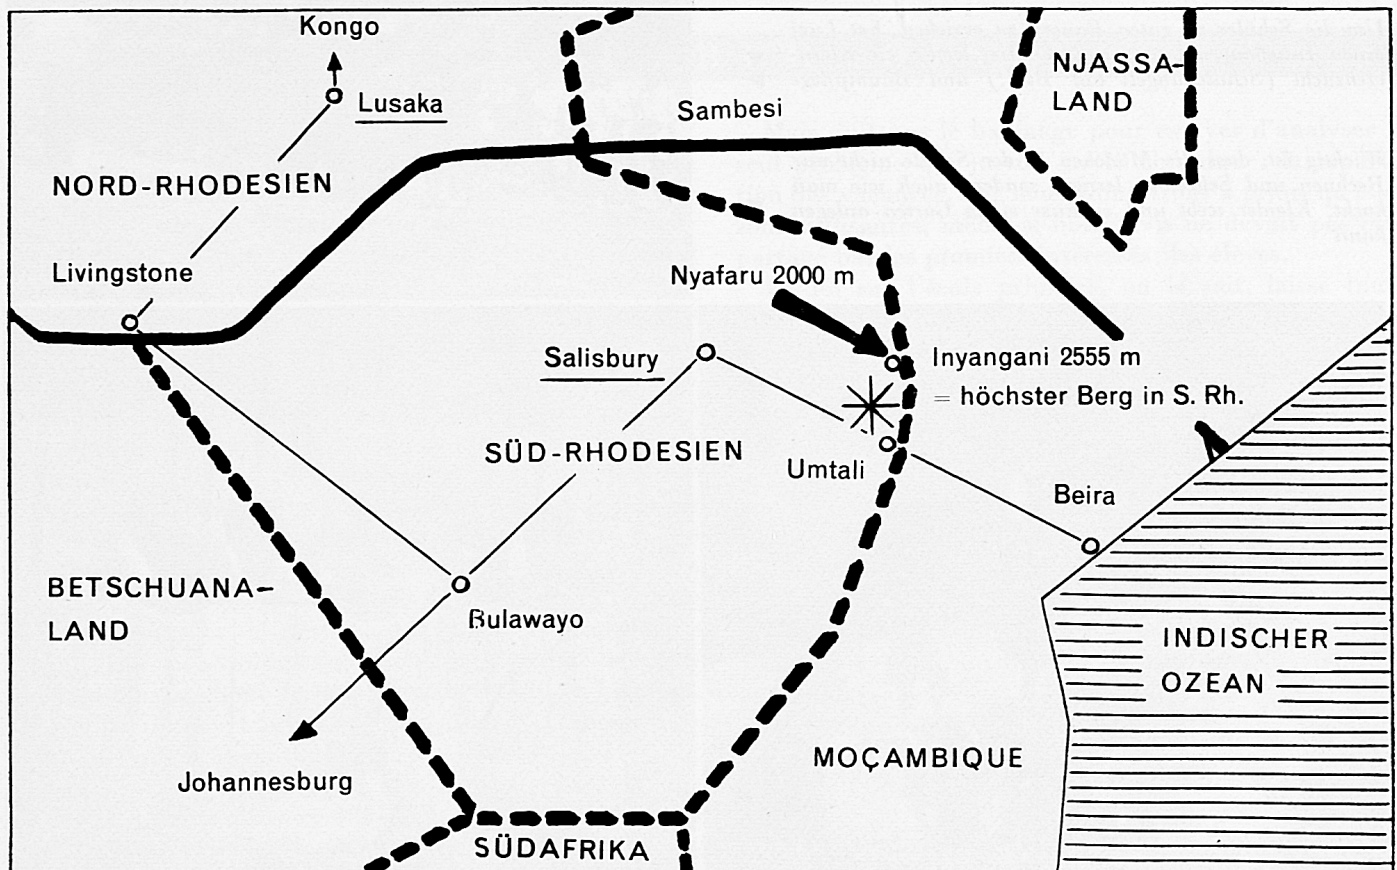 Kongo
Lusaka
Sambesi
NJASSA-
LAND
NORD-RHODESIEN
Livingstone
Nyafaru 2000 m
Salisbury
Inyangani 2555 m
= höchster Berg in S. Rh.
SÜD-RHODESIEN
Umtali
Beira
BETSCHUANA-
LAND
Bulawayo
INDISCHER
OZEAN
Johannesburg
MOÇAMBIQUE
SÜDAFRIKA